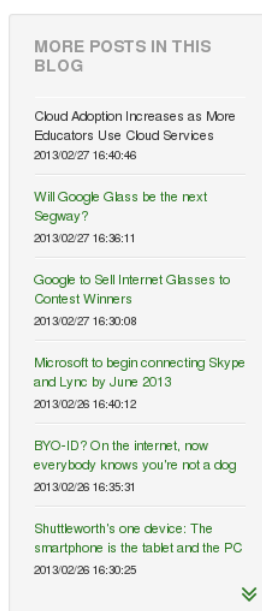 MORE POSTS IN THIS
BLOG
Cloud Adoption Increases as More
Educators Use Cloud Services
2013/02/27 16:40:46
Will Google Glass be the next
Segway?
2013/02/27 16:36:11
Google to Sell Internet Glasses to
Contest Winners
2013/02/27 16:30:08
Microsoft to begin connecting Skype
and Lync by June 2013
2013/02/26 16:40:12
BYO-ID? On the internet, now
everybody knows you're not a dog
2013/02/26 16:35:31
Shuttleworth's one device: The
smartphone is the tablet and the PC
2013/02/26 16:30:25